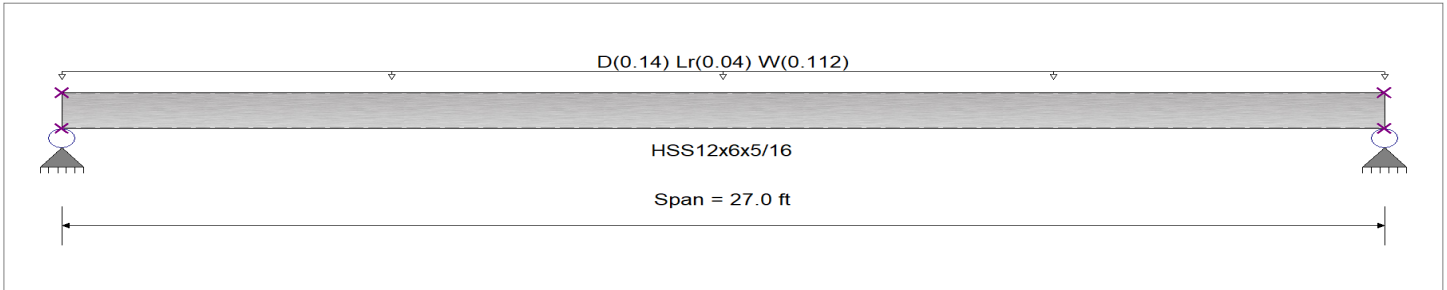 D(0.14) Lr(0.04) W(0.112)
HSS12x6x5/16
Span = 27.0 ft